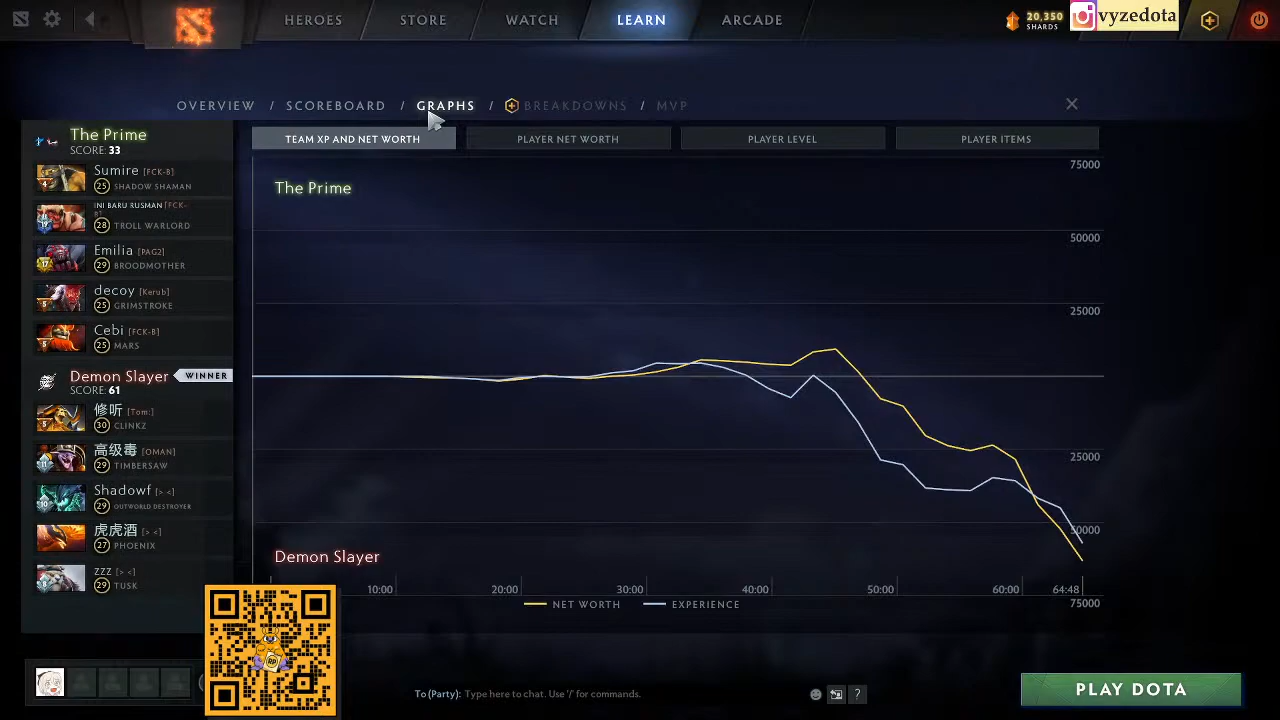 HEROES
STORE
WATCH
LEARN
ARCADE
20,350
SHARDS
vyzedota
OVERVIEW / SCOREBOARD / GRAPHS / BREAKDOWNS / MVP
TEAM XP AND NET WORTH
PLAYER NET WORTH
PLAYER LEVEL
PLAYER ITEMS
The Prime
SCORE: 33
Sumire [FCK-B]
25 SHADOW SHAMAN
INI BARU RUSMAN [FCK-
B]
28 TROLL WARLORD
Emilia [PAG2]
29 BROODMOTHER
decoy [Kerub]
25 GRIMSTROKE
Cebi [FCK-B]
25 MARS
Demon Slayer WINNER
SCORE: 61
修听 [Tom:]
30 CLINKZ
高级毒 [OMAN]
29 TIMBERSAW
Shadowf [> <]
29 OUTWORLD DESTROYER
虎虎酒 [> <]
27 PHOENIX
zzz [> <]
29 TUSK
The Prime
75000
50000
25000
25000
50000
75000
Demon Slayer
10:00
20:00
30:00
40:00
50:00
60:00
64:48
NET WORTH
EXPERIENCE
RP
To (Party): Type here to chat. Use '/' for commands.
?
PLAY DOTA